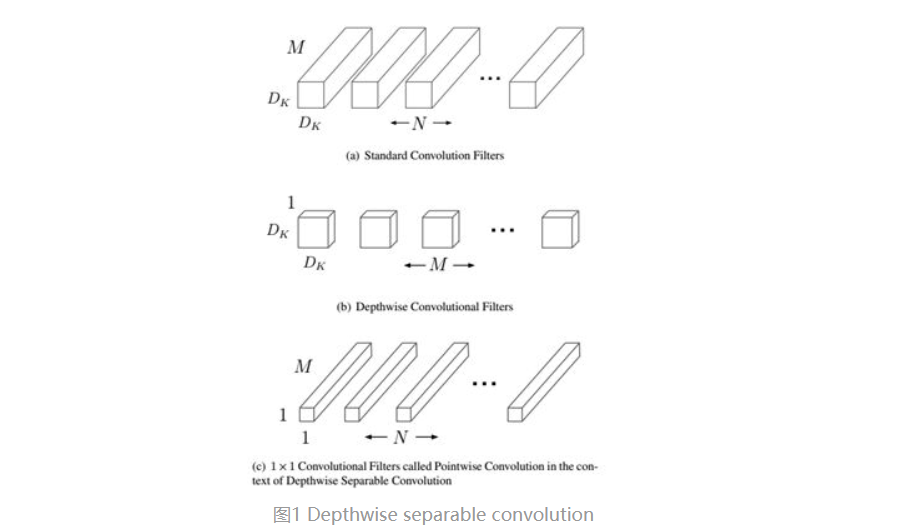 M
D_K
D_K
← N →
(a) Standard Convolution Filters
1
D_K
D_K
← M →
(b) Depthwise Convolutional Filters
M
1
1
← N →
(c) 1 × 1 Convolutional Filters called Pointwise Convolution in the con-
text of Depthwise Separable Convolution
图1 Depthwise separable convolution